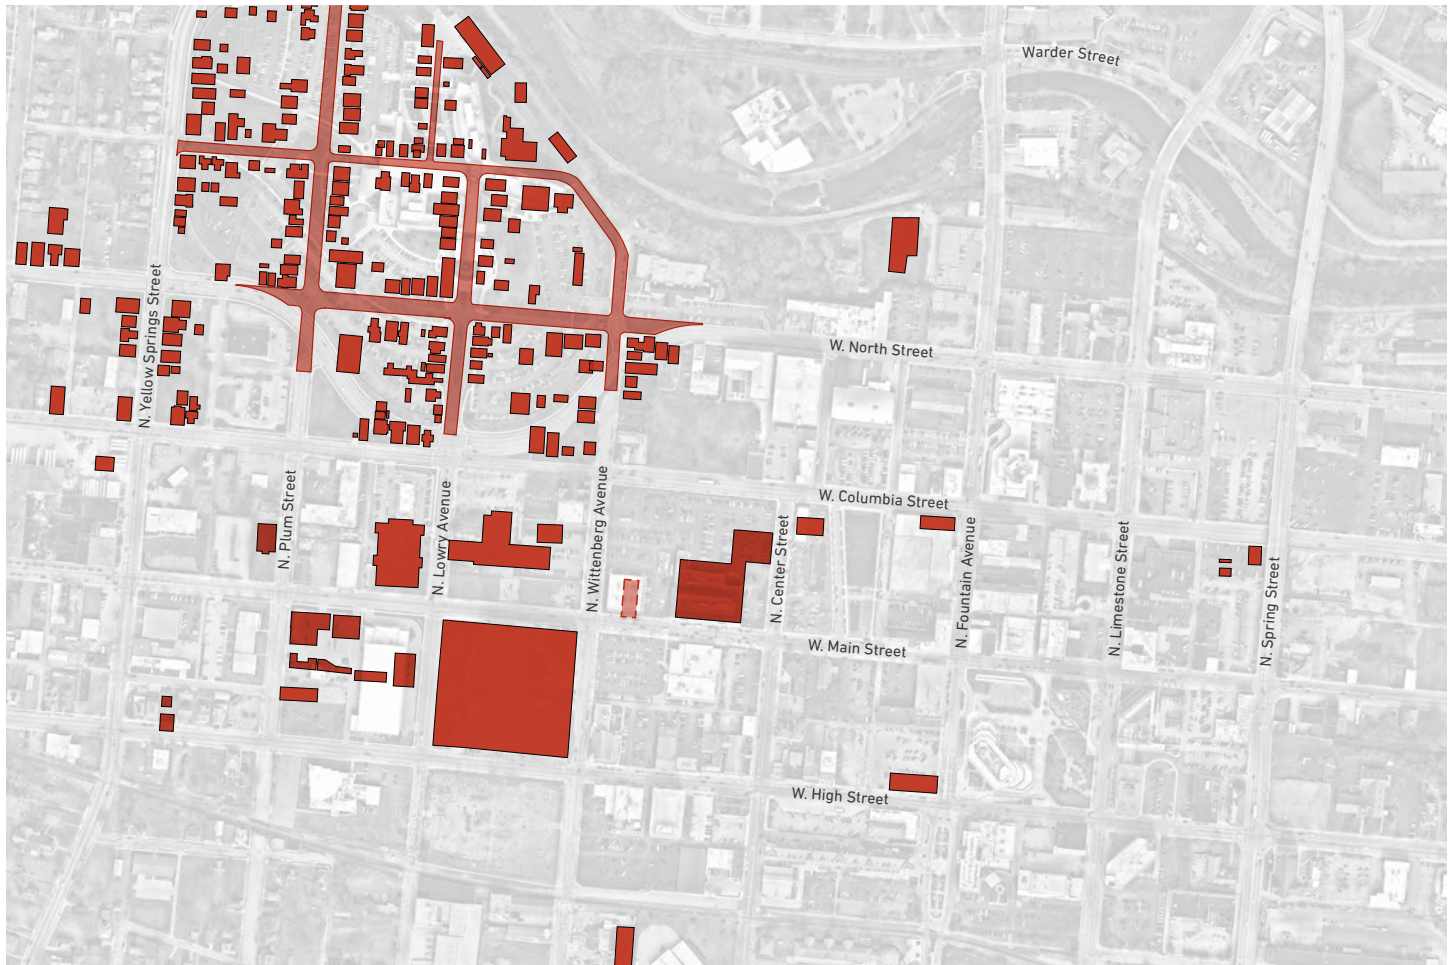 Warder Street
N. Yellow Springs Street
W. North Street
W. Columbia Street
N. Plum Street
N. Lowry Avenue
N. Wittenberg Avenue
N. Center Street
N. Fountain Avenue
N. Limestone Street
N. Spring Street
W. Main Street
W. High Street